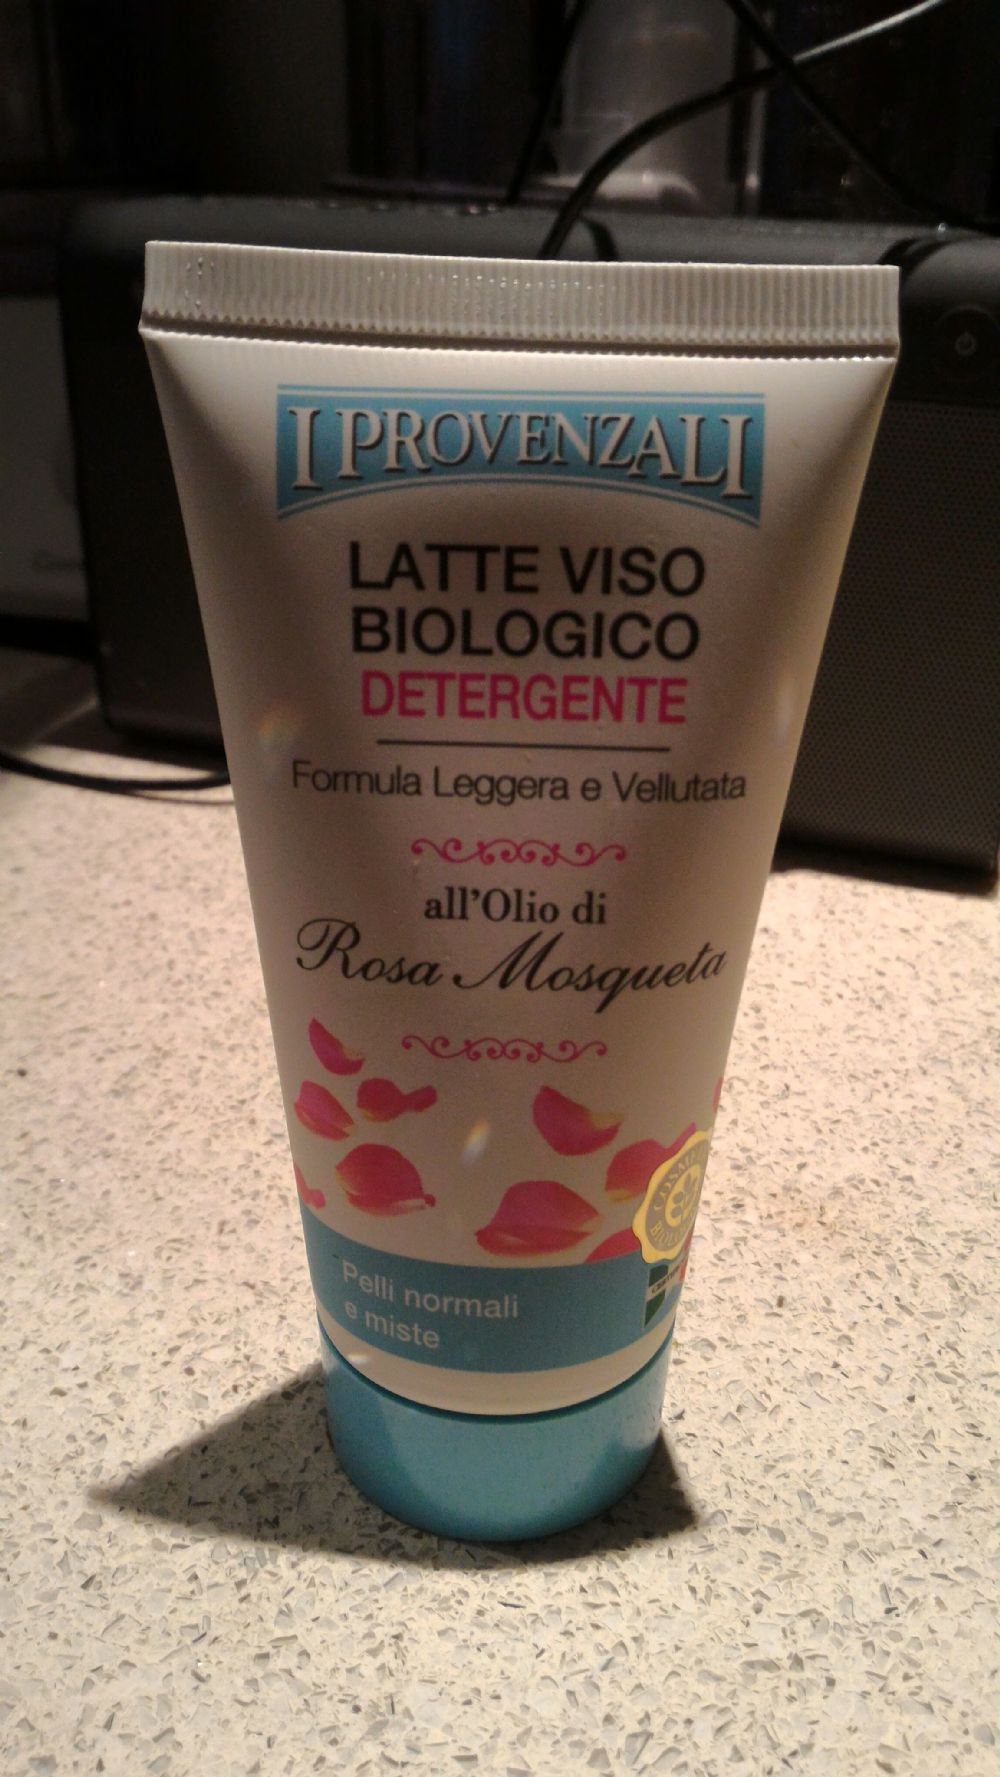 I PROVENZALI
LATTE VISO
BIOLOGICO
DETERGENTE
Formula Leggera e Vellutata
all'Olio di
Rosa Mosqueta
Pelli normali
e miste